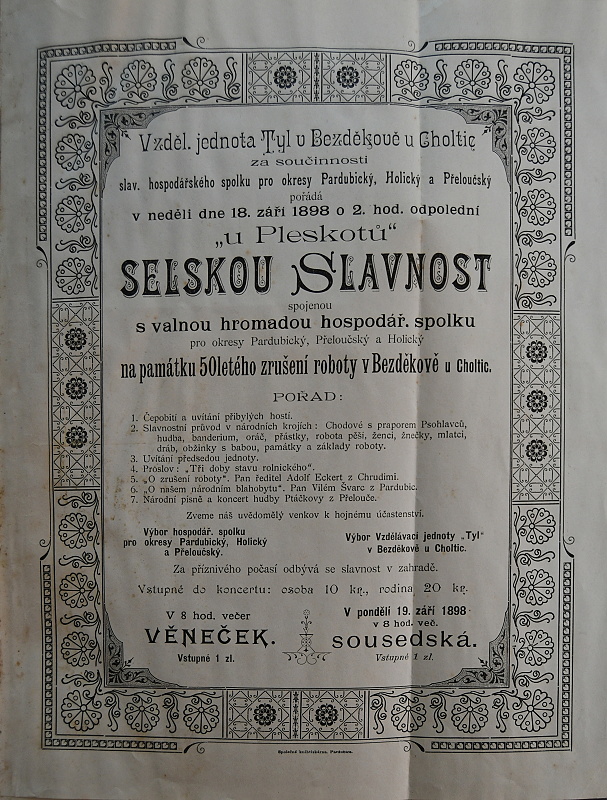 Vzděl. jednota Tyl v Bezděkově u Choltic
za součinnosti
slav. hospodářského spolku pro okresy Pardubický, Holický a Přeloučský
pořádá
v neděli dne 18. září 1898 o 2. hod. odpolední
„u Pleskotů“
SELSKOU SLAVNOST
spojenou
s valnou hromadou hospodář. spolku
pro okresy Pardubický, Přeloučský a Holický
na památku 50letého zrušení roboty v Bezděkově u Choltic.
POŘAD:
1. Čepobití a uvítání přibylých hostí.
2. Slavnostní průvod v národních krojích: Chodové s praporem Psohlavců,
hudba, banderium, oráč, přástky, robota pěší, ženci, žnečky, mlatci,
dráb, obžinky s babou, památky a základy roboty.
3. Uvítání předsedou jednoty.
4. Proslov: „Tři doby stavu rolnického“.
5. „O zrušení roboty“. Pan ředitel Adolf Eckert z Chrudimi.
6. „O našem národním blahobytu“. Pan Vilém Švarc z Pardubic.
7. Národní písně a koncert hudby Ptáčkovy z Přelouče.
Zveme náš uvědomělý venkov k hojnému účastenství.
Výbor hospodář. spolku
pro okresy Pardubický, Holický
a Přeloučský.
Výbor Vzdělávací jednoty „Tyl“
v Bezděkově u Choltic.
Za příznivého počasí odbývá se slavnost v zahradě.
Vstupné do koncertu: osoba 10 kr., rodina 20 kr.
V 8 hod. večer
VĚNEČEK.
Vstupné 1 zl.
V pondělí 19. září 1898
v 8 hod. več.
sousedská.
Vstupné 1 zl.
Společná knihtiskárna, Pardubice.